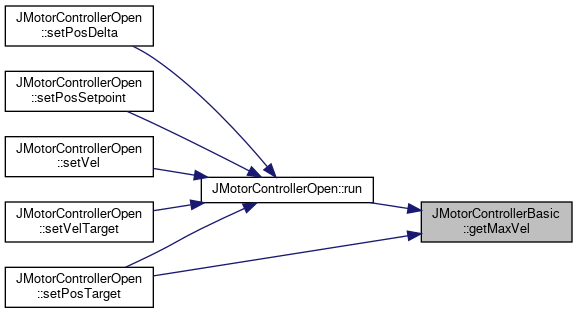 JMotorControllerOpen
::setPosDelta
JMotorControllerOpen
::setPosSetpoint
JMotorControllerOpen
::setVel
JMotorControllerOpen
::setVelTarget
JMotorControllerOpen
::setPosTarget
JMotorControllerOpen::run
JMotorControllerBasic
::getMaxVel